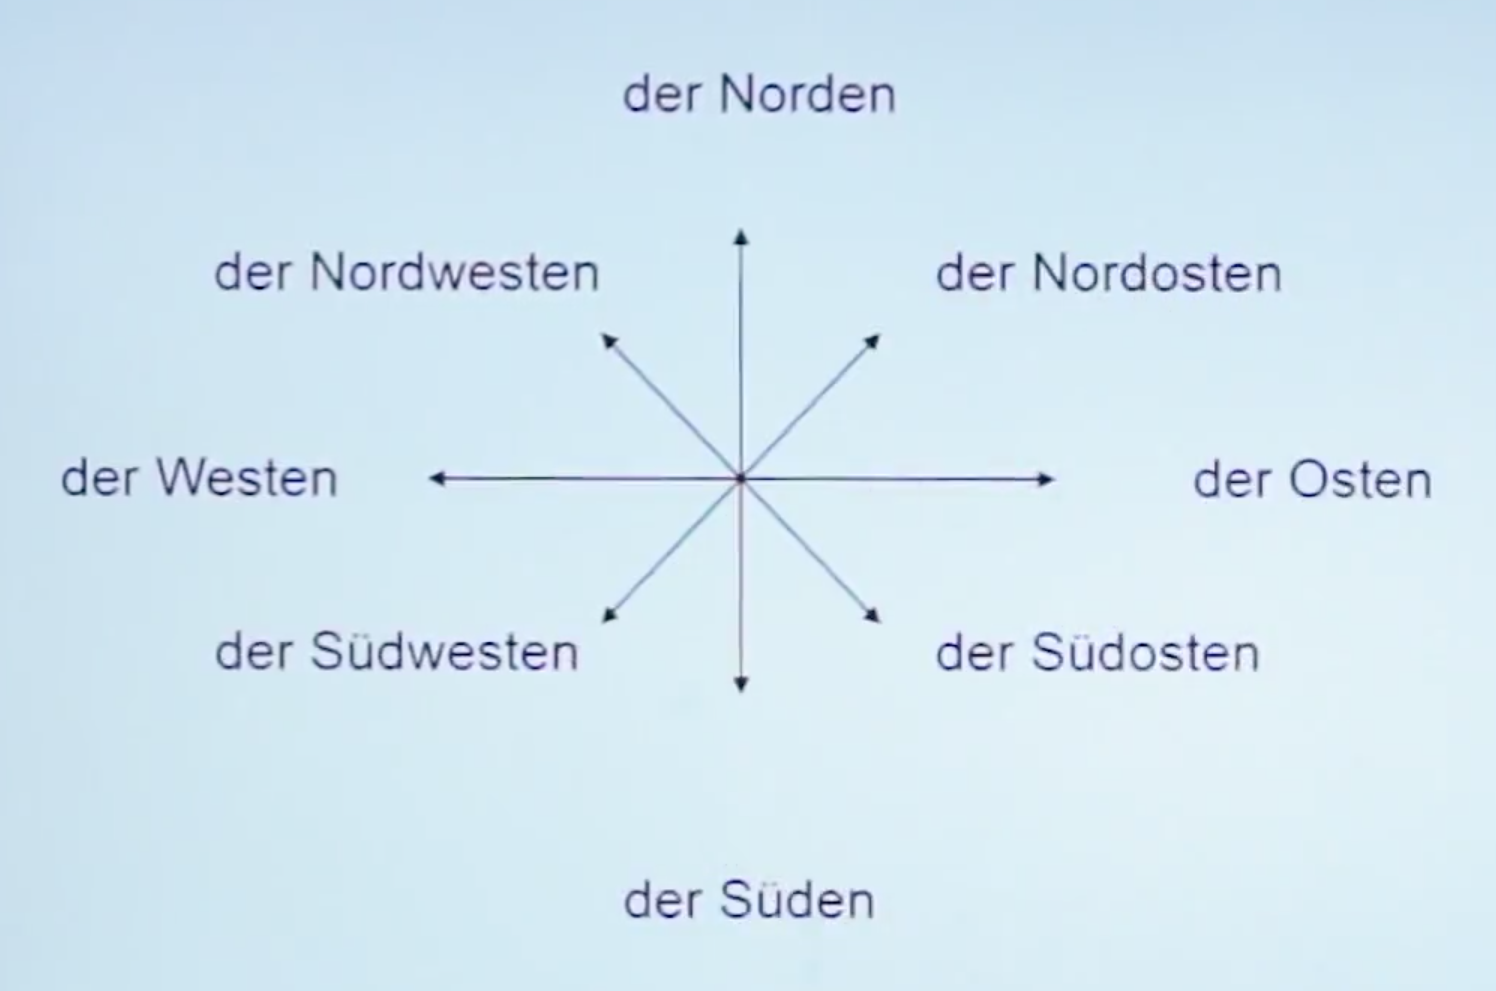 der Norden
der Nordwesten
der Nordosten
der Westen
der Osten
der Südwesten
der Südosten
der Süden